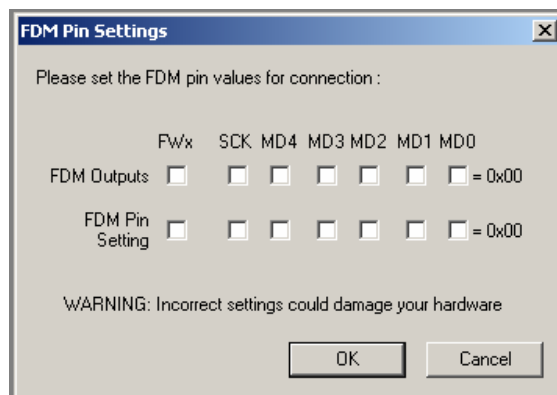 FDM Pin Settings
Please set the FDM pin values for connection :
FWx SCK MD4 MD3 MD2 MD1 MD0
FDM Outputs = 0x00
FDM Pin
Setting = 0x00
WARNING: Incorrect settings could damage your hardware
OK Cancel